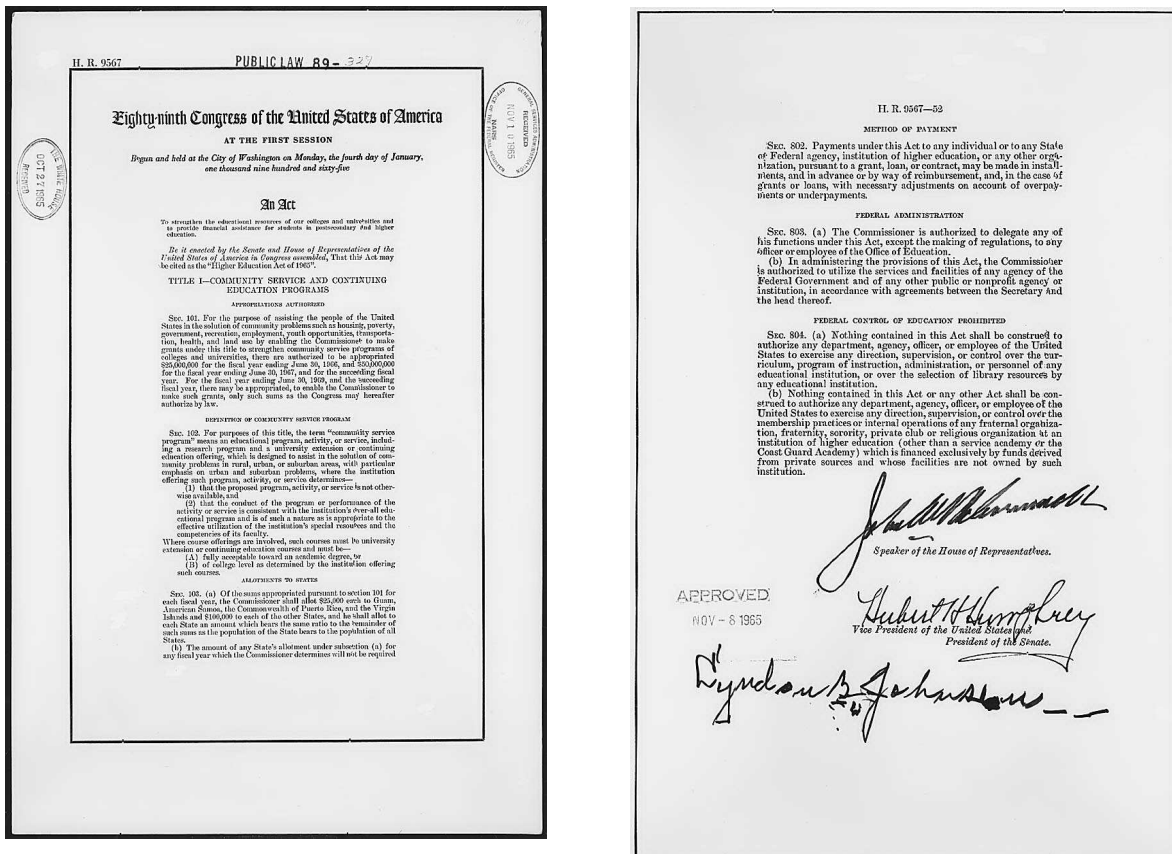 H. R. 9567
PUBLIC LAW 89-329
Eighty-ninth Congress of the United States of America
AT THE FIRST SESSION
Begun and held at the City of Washington on Monday, the fourth day of January,
one thousand nine hundred and sixty-five
THE WHITE HOUSE
OCT 27 1965
RECEIVED
GENERAL SERVICES ADMINISTRATION
RECEIVED
NOV 10 1965
NARS
OFFICE OF THE FEDERAL REGISTER
An Act
To strengthen the educational resources of our colleges and universities and
to provide financial assistance for students in postsecondary and higher
education.
Be it enacted by the Senate and House of Representatives of the
United States of America in Congress assembled, That this Act may
be cited as the "Higher Education Act of 1965".
TITLE I—COMMUNITY SERVICE AND CONTINUING
EDUCATION PROGRAMS
APPROPRIATIONS AUTHORIZED
SEC. 101. For the purpose of assisting the people of the United
States in the solution of community problems such as housing, poverty,
government, recreation, employment, youth opportunities, transporta-
tion, health, and land use by enabling the Commissioner to make
grants under this title to strengthen community service programs of
colleges and universities, there are authorized to be appropriated
$25,000,000 for the fiscal year ending June 30, 1966, and $50,000,000
for the fiscal year ending June 30, 1967, and for the succeeding fiscal
year. For the fiscal year ending June 30, 1969, and the succeeding
fiscal year, there may be appropriated, to enable the Commissioner to
make such grants, only such sums as the Congress may hereafter
authorize by law.
DEFINITION OF COMMUNITY SERVICE PROGRAM
SEC. 102. For purposes of this title, the term "community service
program" means an educational program, activity, or service, includ-
ing a research program and a university extension or continuing
education offering, which is designed to assist in the solution of com-
munity problems in rural, urban, or suburban areas, with particular
emphasis on urban and suburban problems, where the institution
offering such program, activity, or service determines—
(1) that the proposed program, activity, or service is not other-
wise available, and
(2) that the conduct of the program or performance of the
activity or service is consistent with the institution's over-all edu-
cational program and is of such a nature as is appropriate to the
effective utilization of the institution's special resources and the
competencies of its faculty.
Where course offerings are involved, such courses must be university
extension or continuing education courses and must be—
(A) fully acceptable toward an academic degree, or
(B) of college level as determined by the institution offering
such courses.
ALLOTMENTS TO STATES
SEC. 103. (a) Of the sums appropriated pursuant to section 101 for
each fiscal year, the Commissioner shall allot $25,000 each to Guam,
American Samoa, the Commonwealth of Puerto Rico, and the Virgin
Islands and $100,000 to each of the other States, and he shall allot to
each State an amount which bears the same ratio to the remainder of
such sums as the population of the State bears to the population of all
States.
(b) The amount of any State's allotment under subsection (a) for
any fiscal year which the Commissioner determines will not be required
H. R. 9567—52
METHOD OF PAYMENT
SEC. 802. Payments under this Act to any individual or to any State
or Federal agency, institution of higher education, or any other orga-
nization, pursuant to a grant, loan, or contract, may be made in install-
ments, and in advance or by way of reimbursement, and, in the case of
grants or loans, with necessary adjustments on account of overpay-
ments or underpayments.
FEDERAL ADMINISTRATION
SEC. 803. (a) The Commissioner is authorized to delegate any of
his functions under this Act, except the making of regulations, to any
officer or employee of the Office of Education.
(b) In administering the provisions of this Act, the Commissioner
is authorized to utilize the services and facilities of any agency of the
Federal Government and of any other public or nonprofit agency or
institution, in accordance with agreements between the Secretary and
the head thereof.
FEDERAL CONTROL OF EDUCATION PROHIBITED
SEC. 804. (a) Nothing contained in this Act shall be construed to
authorize any department, agency, officer, or employee of the United
States to exercise any direction, supervision, or control over the cur-
riculum, program of instruction, administration, or personnel of any
educational institution, or over the selection of library resources by
any educational institution.
(b) Nothing contained in this Act or any other Act shall be con-
strued to authorize any department, agency, officer, or employee of the
United States to exercise any direction, supervision, or control over the
membership practices or internal operations of any fraternal organiza-
tion, fraternity, sorority, private club or religious organization at an
institution of higher education (other than a service academy or the
Coast Guard Academy) which is financed exclusively by funds derived
from private sources and whose facilities are not owned by such
institution.
John W. McCormack
Speaker of the House of Representatives.
APPROVED
NOV - 8 1965
Hubert H Humphrey
Vice President of the United States and
President of the Senate.
Lyndon B Johnson